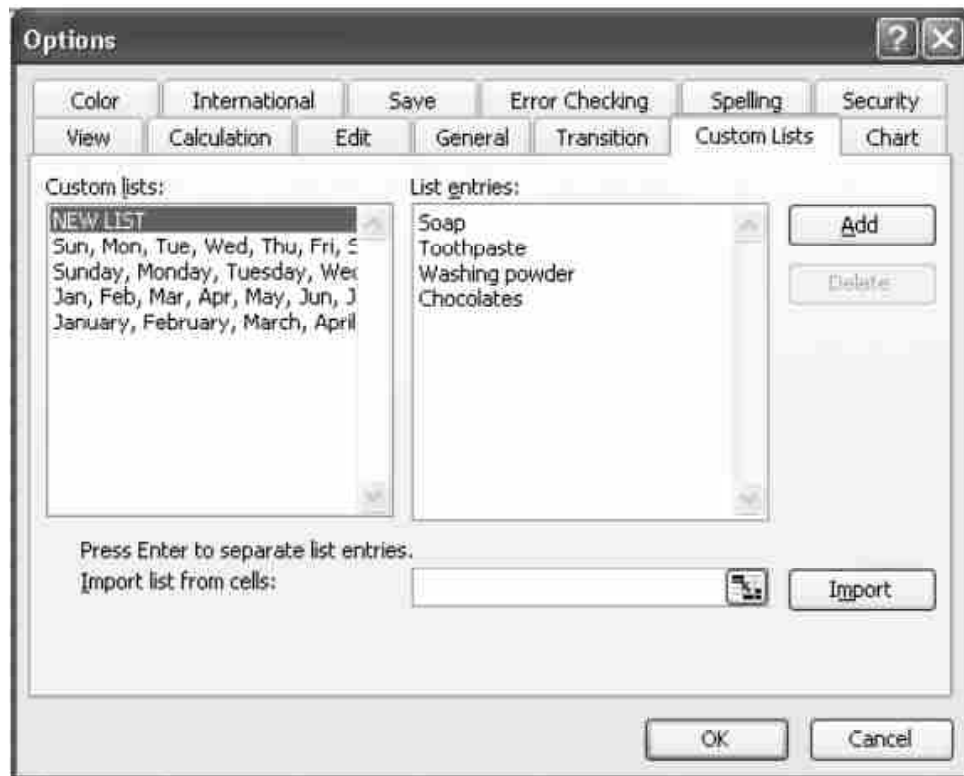 Options
Color International Save Error Checking Spelling Security
View Calculation Edit General Transition Custom Lists Chart
Custom lists:
List entries:
NEW LIST
Sun, Mon, Tue, Wed, Thu, Fri, S
Sunday, Monday, Tuesday, Wed
Jan, Feb, Mar, Apr, May, Jun, J
January, February, March, April
Soap
Toothpaste
Washing powder
Chocolates
Add
Delete
Press Enter to separate list entries.
Import list from cells:
Import
OK
Cancel